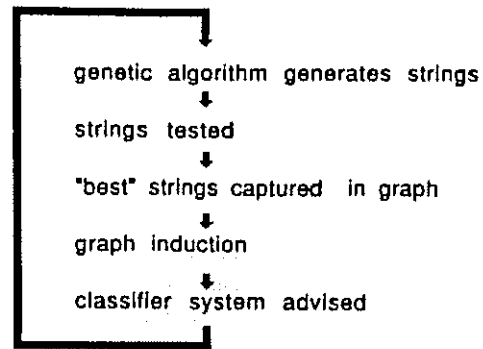 genetic algorithm generates strings
strings tested
"best" strings captured in graph
graph induction
classifier system advised